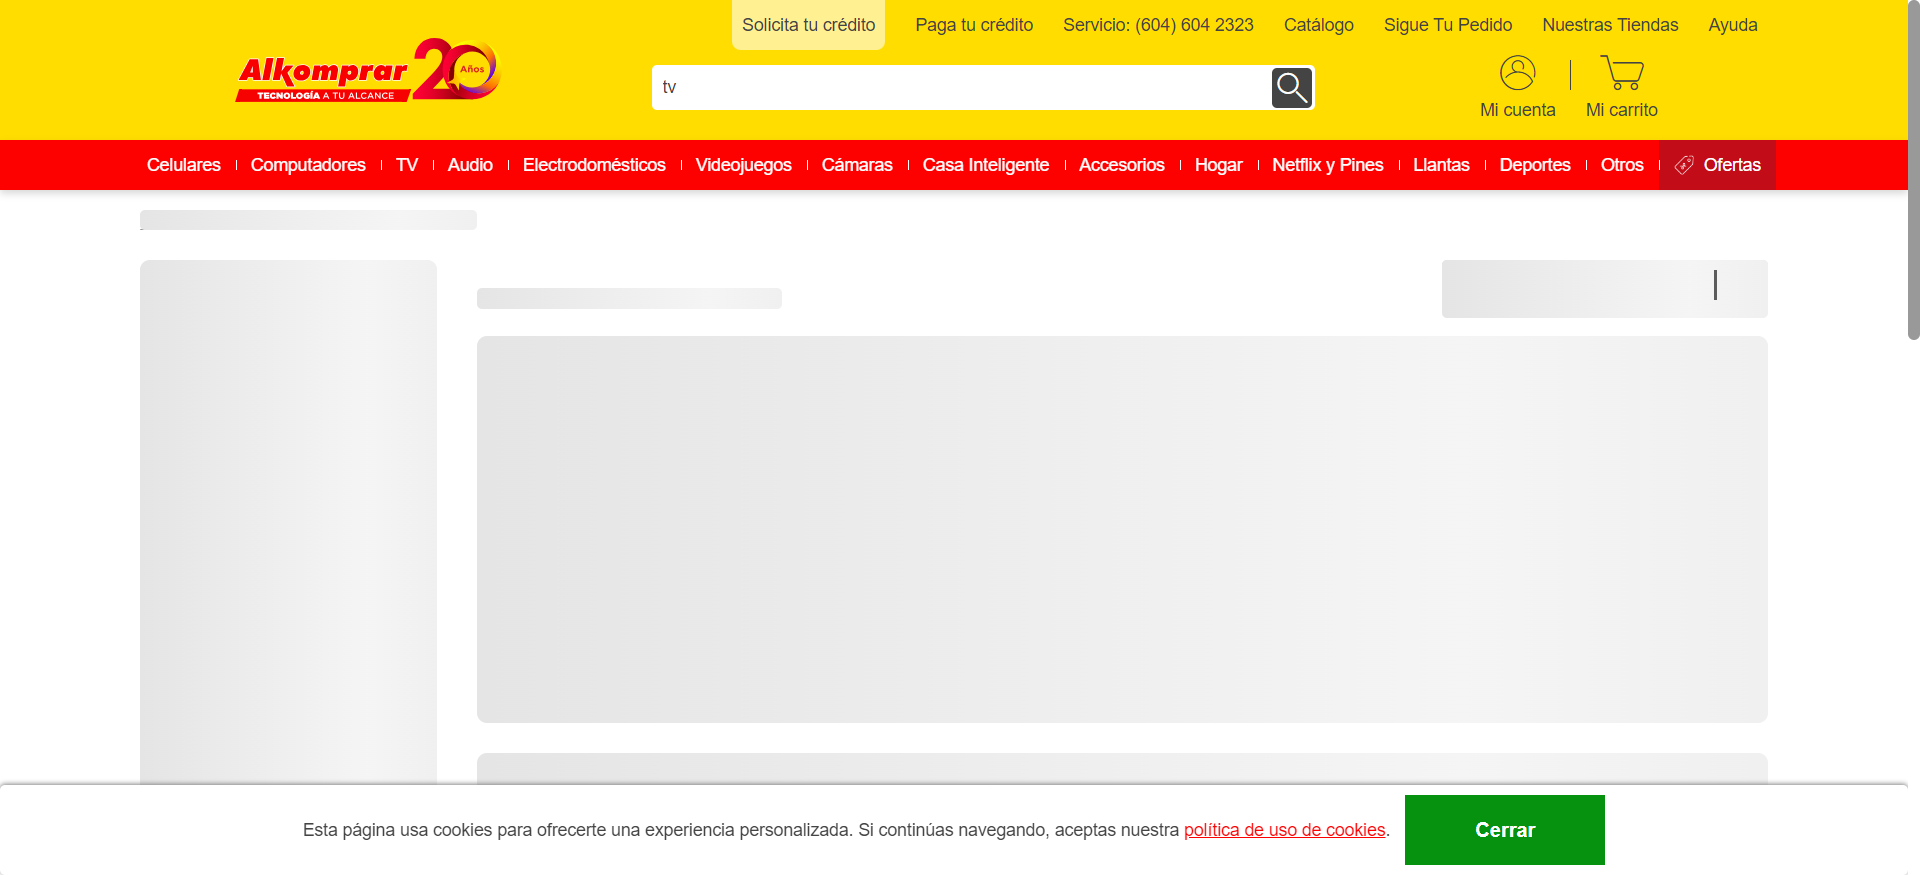 Solicita tu crédito Paga tu crédito Servicio: (604) 604 2323 Catálogo Sigue Tu Pedido Nuestras Tiendas Ayuda
Alkomprar 20 Años
TECNOLOGÍA A TU ALCANCE
tv
Mi cuenta Mi carrito
Celulares Computadores TV Audio Electrodomésticos Videojuegos Cámaras Casa Inteligente Accesorios Hogar Netflix y Pines Llantas Deportes Otros Ofertas
Esta página usa cookies para ofrecerte una experiencia personalizada. Si continúas navegando, aceptas nuestra política de uso de cookies. Cerrar